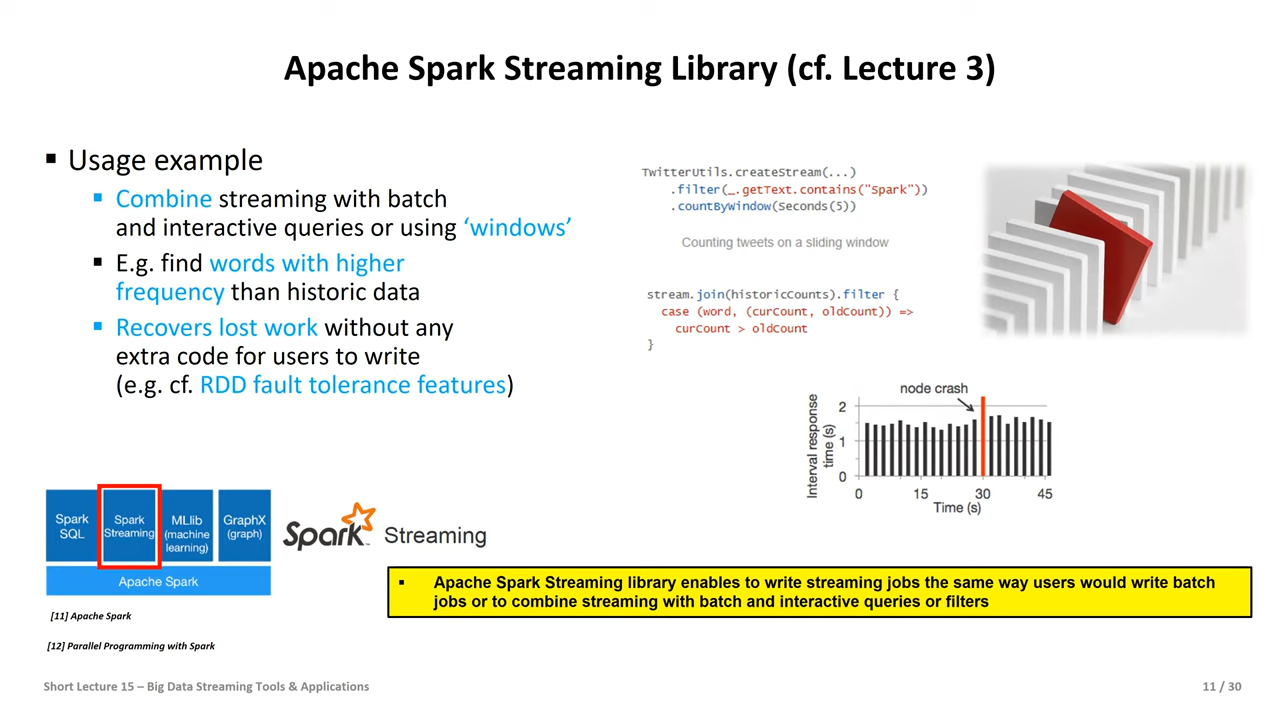 Apache Spark Streaming Library (cf. Lecture 3)
▪ Usage example
▪ Combine streaming with batch
and interactive queries or using ‘windows’
▪ E.g. find words with higher
frequency than historic data
▪ Recovers lost work without any
extra code for users to write
(e.g. cf. RDD fault tolerance features)
TwitterUtils.createStream(...)
.filter(_.getText.contains("Spark"))
.countByWindow(Seconds(5))
Counting tweets on a sliding window
stream.join(historicCounts).filter {
case (word, (curCount, oldCount)) =>
curCount > oldCount
}
node crash
Interval response
time (s)
2
1
0
0 15 30 45
Time (s)
Spark
SQL
Spark
Streaming
MLlib
(machine
learning)
GraphX
(graph)
Apache Spark
Spark Streaming
▪ Apache Spark Streaming library enables to write streaming jobs the same way users would write batch
jobs or to combine streaming with batch and interactive queries or filters
[11] Apache Spark
[12] Parallel Programming with Spark
Short Lecture 15 – Big Data Streaming Tools & Applications
11 / 30